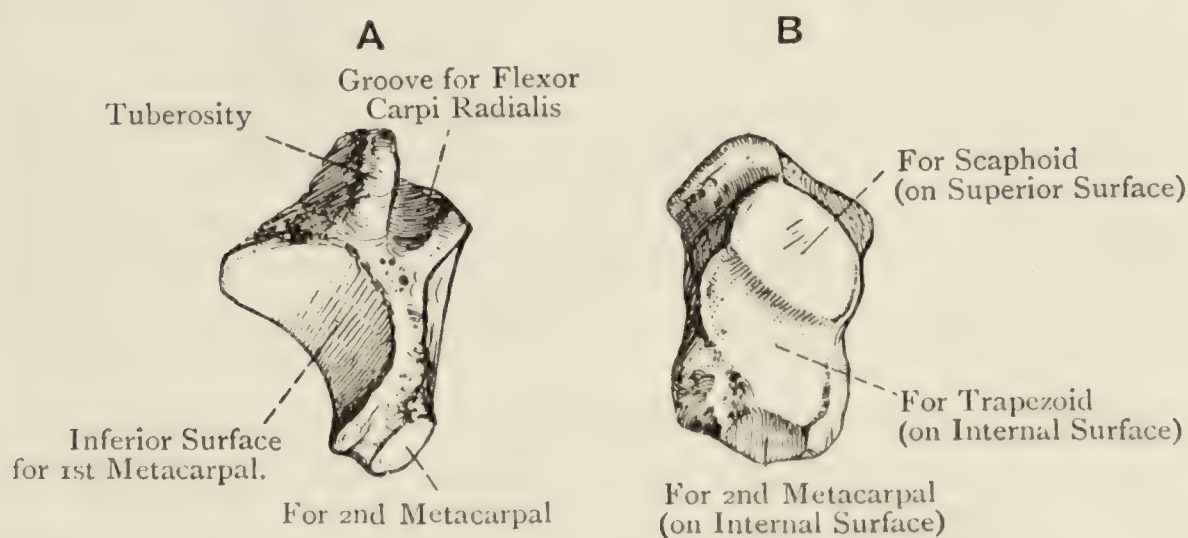 A
Groove for Flexor
Carpi Radialis
Tuberosity
Inferior Surface
for 1st Metacarpal.
For 2nd Metacarpal
B
For Scaphoid
(on Superior Surface)
For Trapezoid
(on Internal Surface)
For 2nd Metacarpal
(on Internal Surface)